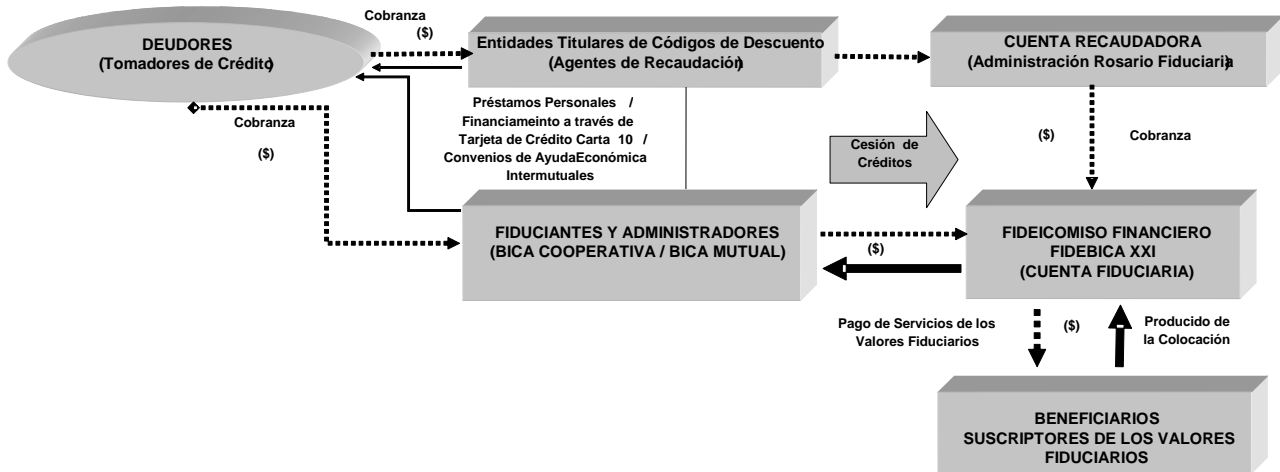 Cobranza
($)
DEUDORES
(Tomadores de Crédito)
Entidades Titulares de Códigos de Descuento
(Agentes de Recaudación)
CUENTA RECAUDADORA
(Administración Rosario Fiduciaria)
Préstamos Personales /
Financiameinto a través de
Tarjeta de Crédito Carta 10 /
Convenios de AyudaEconómica
Intermutuales
Cobranza
($)
Cesión de
Créditos
($)
Cobranza
FIDUCIANTES Y ADMINISTRADORES
(BICA COOPERATIVA / BICA MUTUAL)
($)
FIDEICOMISO FINANCIERO
FIDEBICA XXI
(CUENTA FIDUCIARIA)
Pago de Servicios de los
Valores Fiduciarios
($)
Producido de
la Colocación
BENEFICIARIOS
SUSCRIPTORES DE LOS VALORES
FIDUCIARIOS